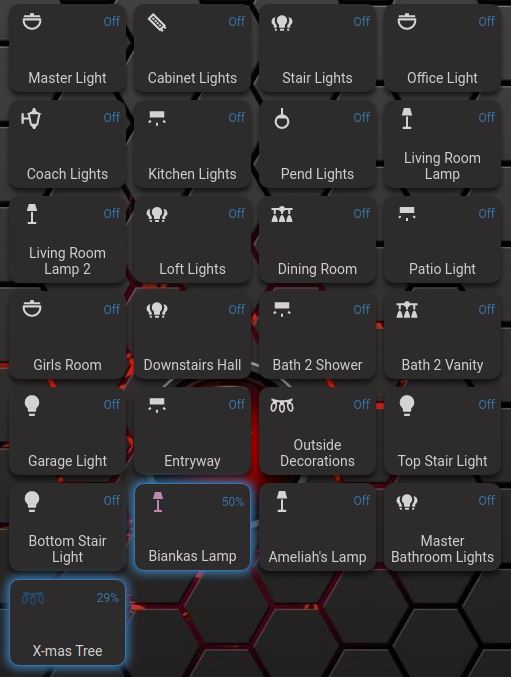 Off
Master Light
Off
Cabinet Lights
Off
Stair Lights
Off
Office Light
Off
Coach Lights
Off
Kitchen Lights
Off
Pend Lights
Off
Living Room
Lamp
Off
Living Room
Lamp 2
Off
Loft Lights
Off
Dining Room
Off
Patio Light
Off
Girls Room
Off
Downstairs Hall
Off
Bath 2 Shower
Off
Bath 2 Vanity
Off
Garage Light
Off
Entryway
Off
Outside
Decorations
Off
Top Stair Light
Off
Bottom Stair
Light
50%
Biankas Lamp
Off
Ameliah's Lamp
Off
Master
Bathroom Lights
29%
X-mas Tree